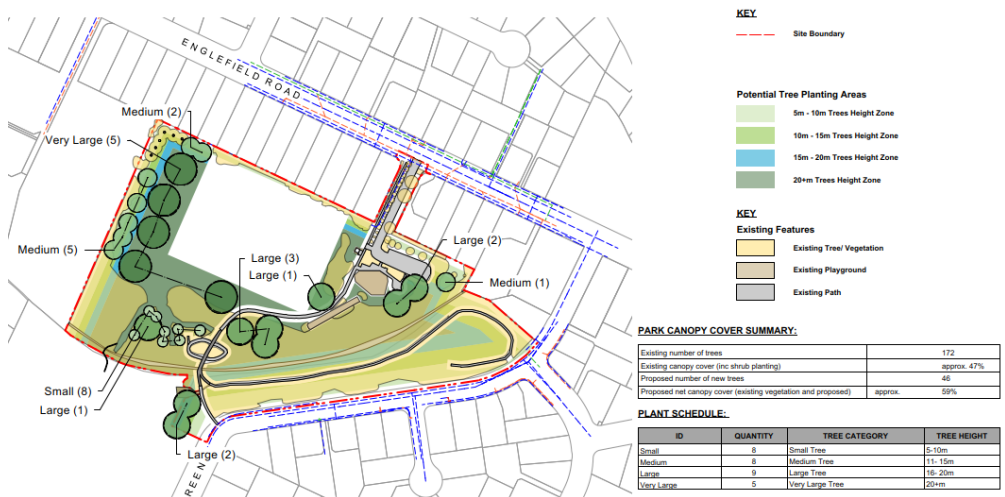 ENGLEFIELD ROAD
Medium (2)
Very Large (5)
Medium (5)
Large (3)
Large (1)
Large (2)
Medium (1)
Small (8)
Large (1)
Large (2)
REEN
KEY
Site Boundary
Potential Tree Planting Areas
5m - 10m Trees Height Zone
10m - 15m Trees Height Zone
15m - 20m Trees Height Zone
20+m Trees Height Zone
KEY
Existing Features
Existing Tree/ Vegetation
Existing Playground
Existing Path
PARK CANOPY COVER SUMMARY:
Existing number of trees 172
Existing canopy cover (inc shrub planting) approx. 47%
Proposed number of new trees 46
Proposed net canopy cover (existing vegetation and proposed) approx. 59%
PLANT SCHEDULE:
ID QUANTITY TREE CATEGORY TREE HEIGHT
Small 8 Small Tree 5-10m
Medium 8 Medium Tree 11- 15m
Large 9 Large Tree 16- 20m
Very Large 5 Very Large Tree 20+m